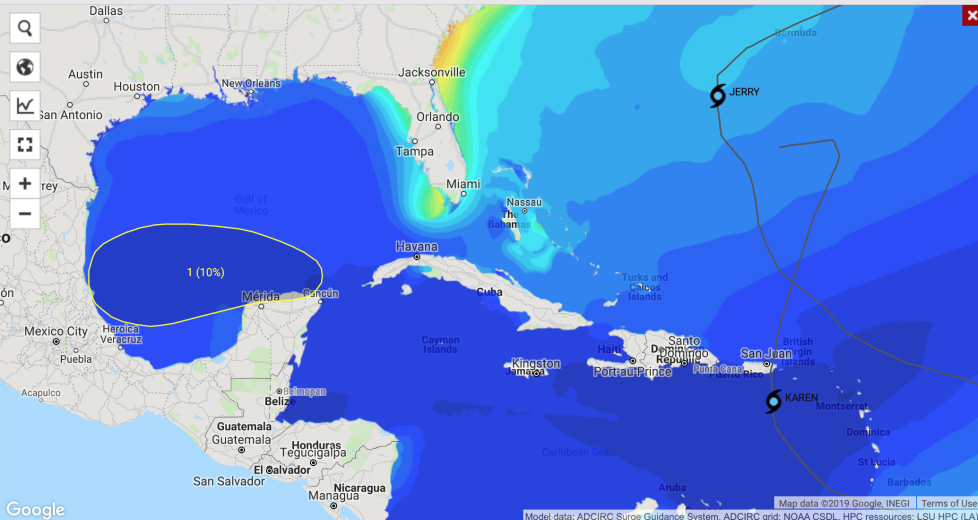 Dallas
Bermuda
Austin
Houston
New Orleans
Jacksonville
JERRY
San Antonio
Orlando
Tampa
Miami
Gulf of
Mexico
Nassau
The
Bahamas
Havana
1 (10%)
Turks and
Caicos
Islands
Mérida
Cancún
Cuba
Mexico City
Heroica
Veracruz
Puebla
Cayman
Islands
Haiti
Santo
Domingo
San Juan
British
Virgin
Islands
Kingston
Jamaica
Port-au-Prince
Punta Cana
Puerto Rico
Acapulco
Belmopan
Belize
KAREN
Montserrat
Guatemala
Guatemala
Honduras
Tegucigalpa
Dominica
El Salvador
San Salvador
Caribbean Sea
St Lucia
Nicaragua
Managua
Aruba
Barbados
Google
Map data ©2019 Google, INEGI
Terms of Use
Model data: ADCIRC Surge Guidance System, ADCIRC grid: NOAA CSDL, HPC ressources: LSU HPC (LA